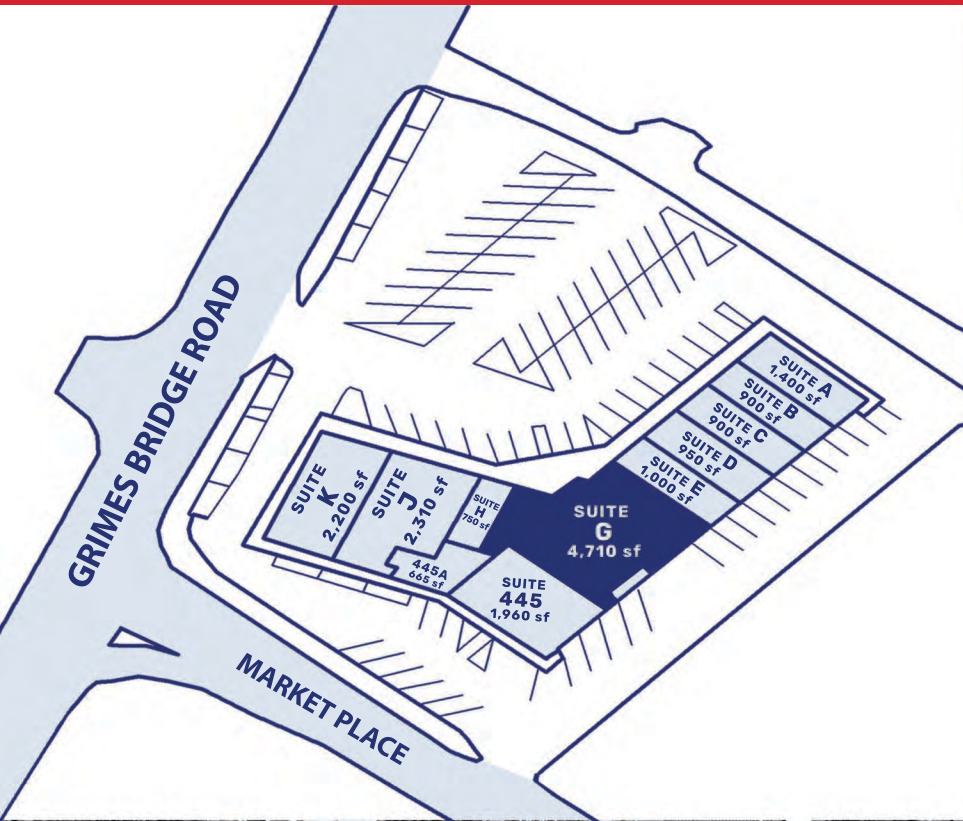 GRIMES BRIDGE ROAD
MARKET PLACE
SUITE A
1,400 sf
SUITE B
900 sf
SUITE C
900 sf
SUITE D
950 sf
SUITE E
1,000 sf
SUITE
G
4,710 sf
SUITE
H
750 sf
SUITE
J
2,310 sf
SUITE
K
2,200 sf
445A
665 sf
SUITE
445
1,960 sf